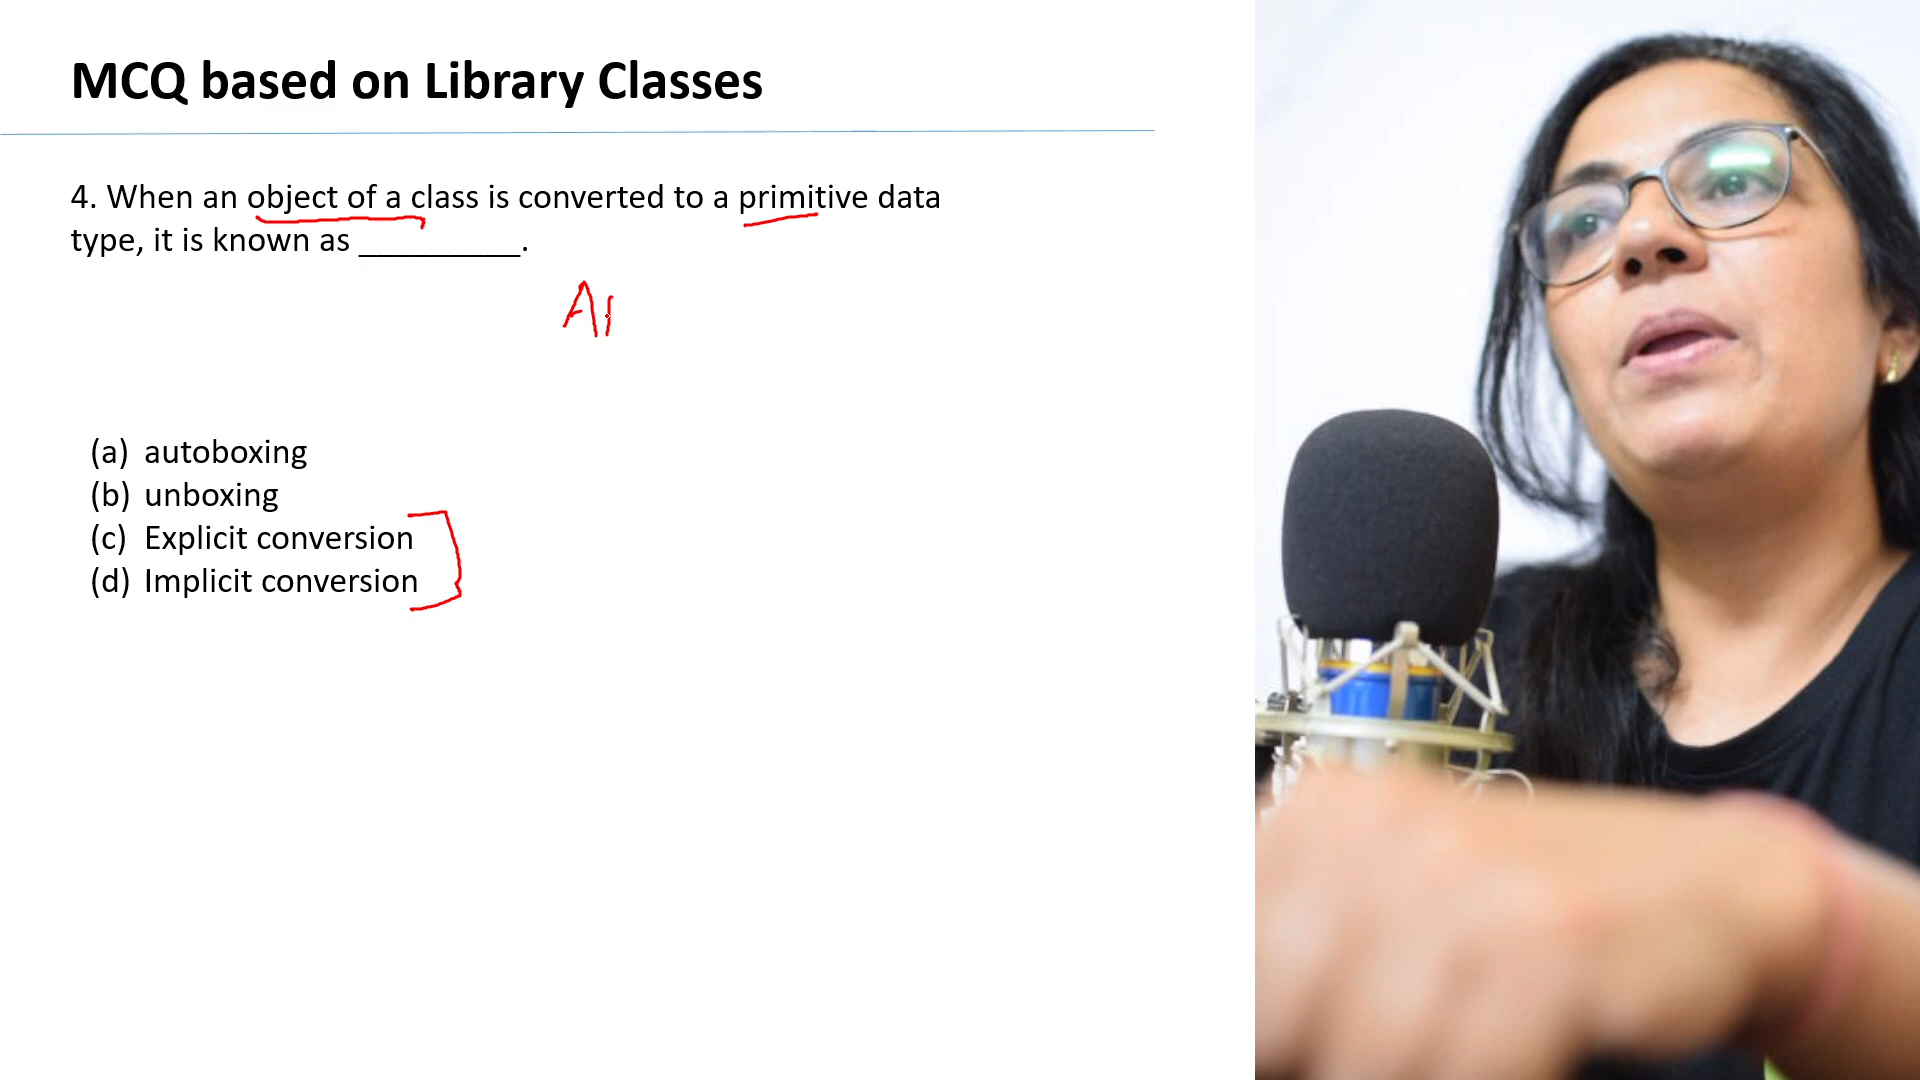 MCQ based on Library Classes
4. When an object of a class is converted to a primitive data
type, it is known as _________.
(a) autoboxing
(b) unboxing
(c) Explicit conversion
(d) Implicit conversion